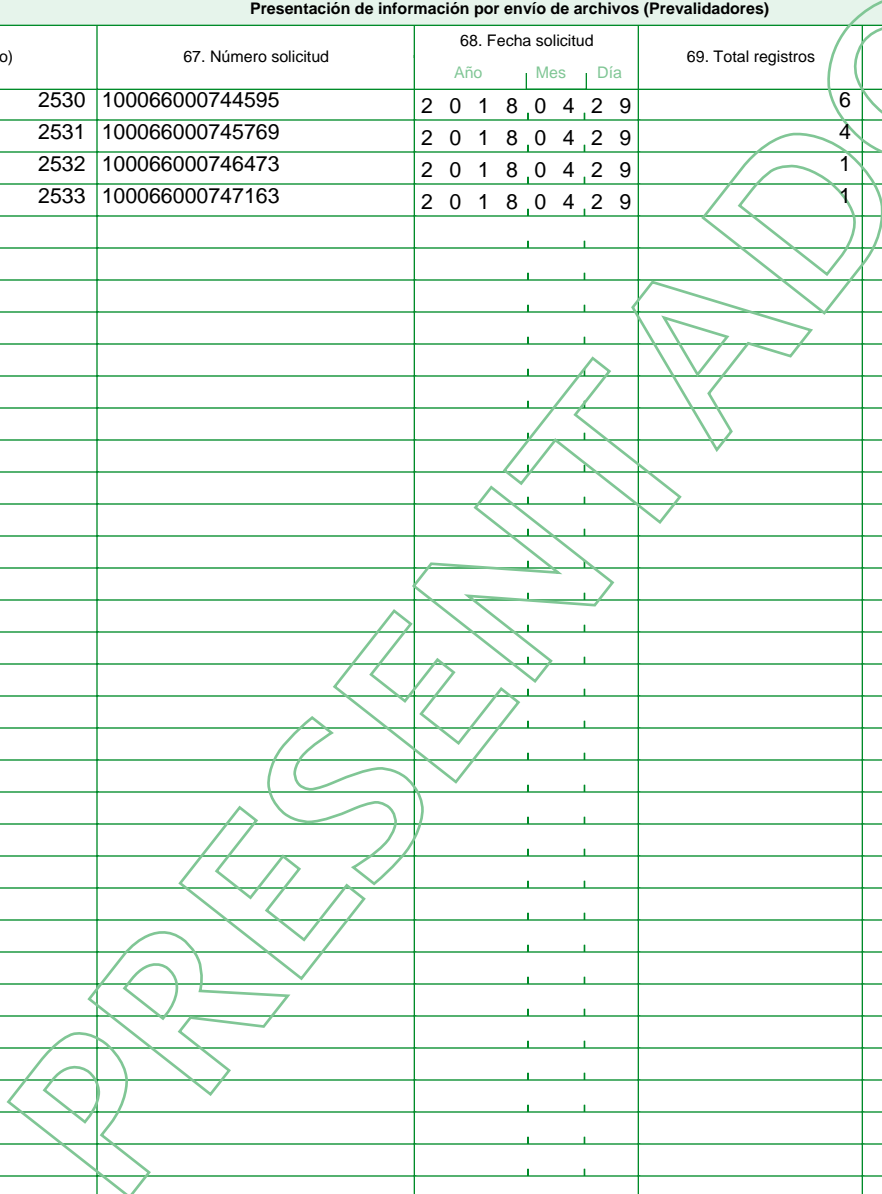 Presentación de información por envío de archivos (Prevalidadores)
o) 67. Número solicitud 68. Fecha solicitud 69. Total registros
Año Mes Día
2530 100066000744595 2 0 1 8 0 4 2 9 6
2531 100066000745769 2 0 1 8 0 4 2 9 4
2532 100066000746473 2 0 1 8 0 4 2 9 1
2533 100066000747163 2 0 1 8 0 4 2 9 1
PRESENTADO